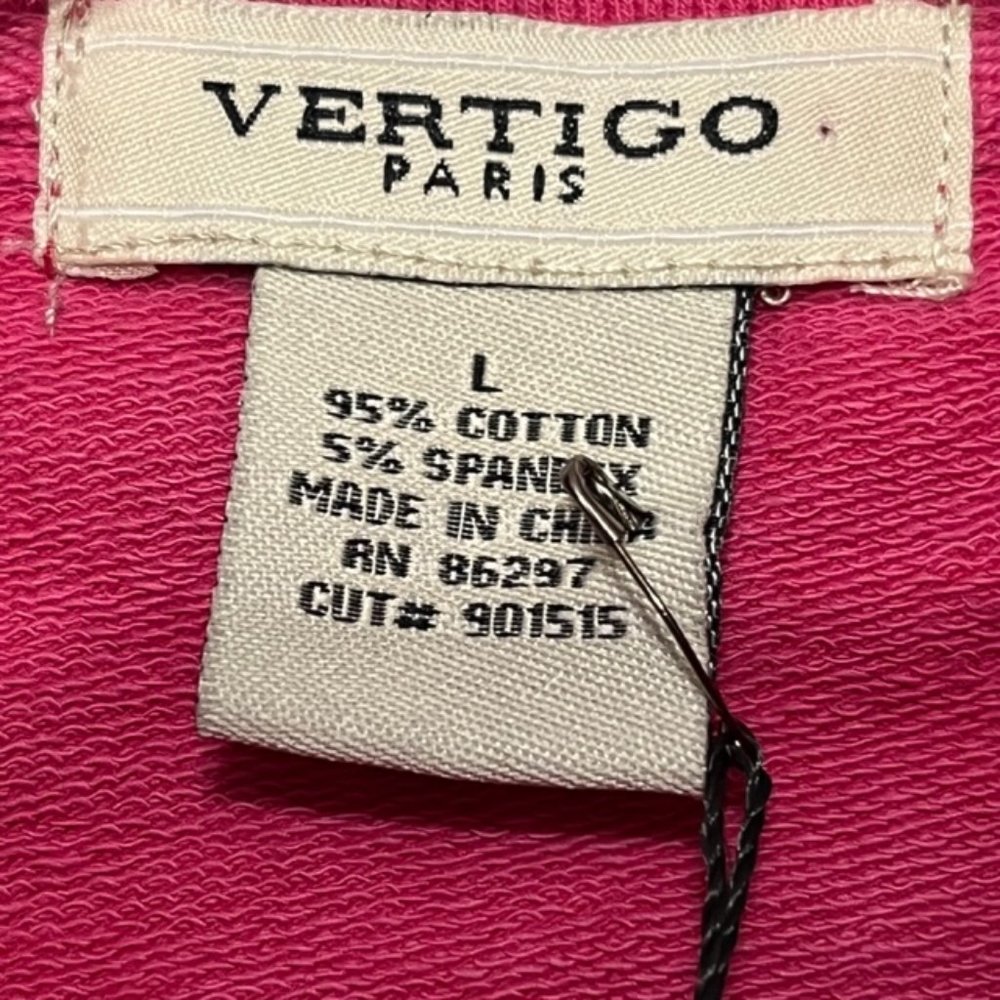 VERTIGO
PARIS
L
95% COTTON
5% SPANDEX
MADE IN CHINA
RN 86297
CUT# 901515